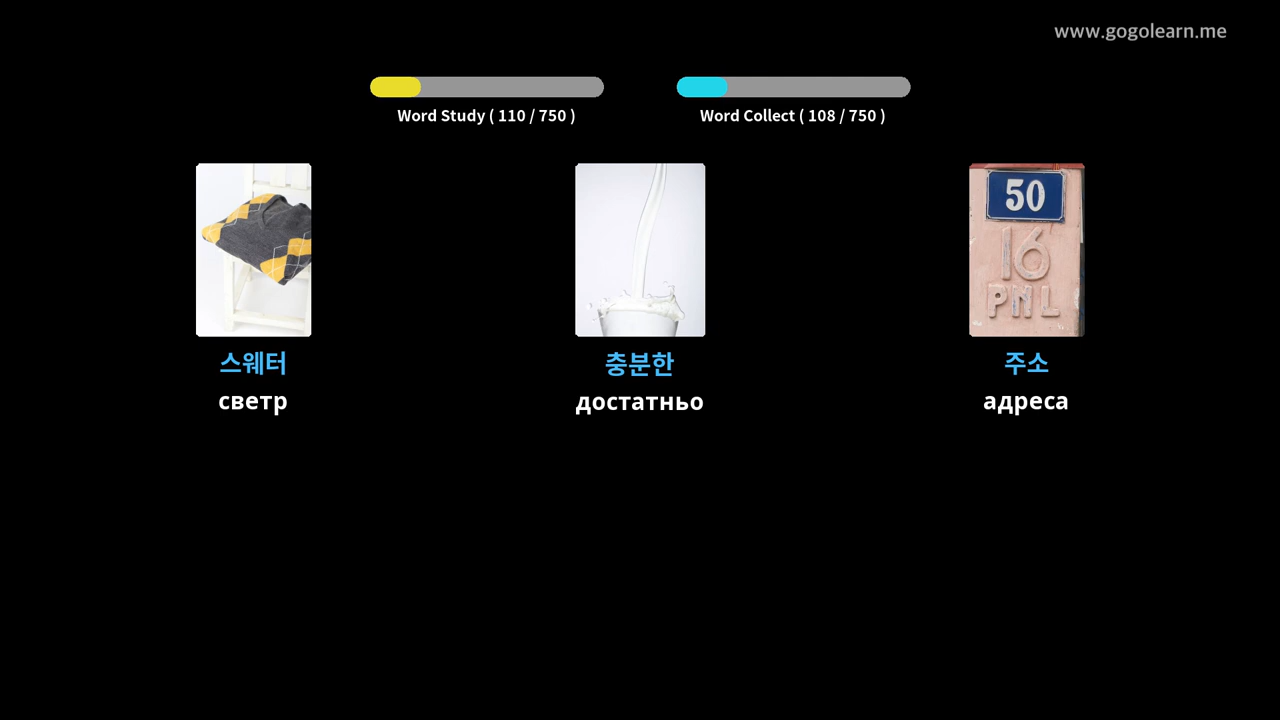 www.gogolearn.me
Word Study ( 110 / 750 )
Word Collect ( 108 / 750 )
50
16
PNL
스웨터
충분한
주소
светр
достатньо
адреса